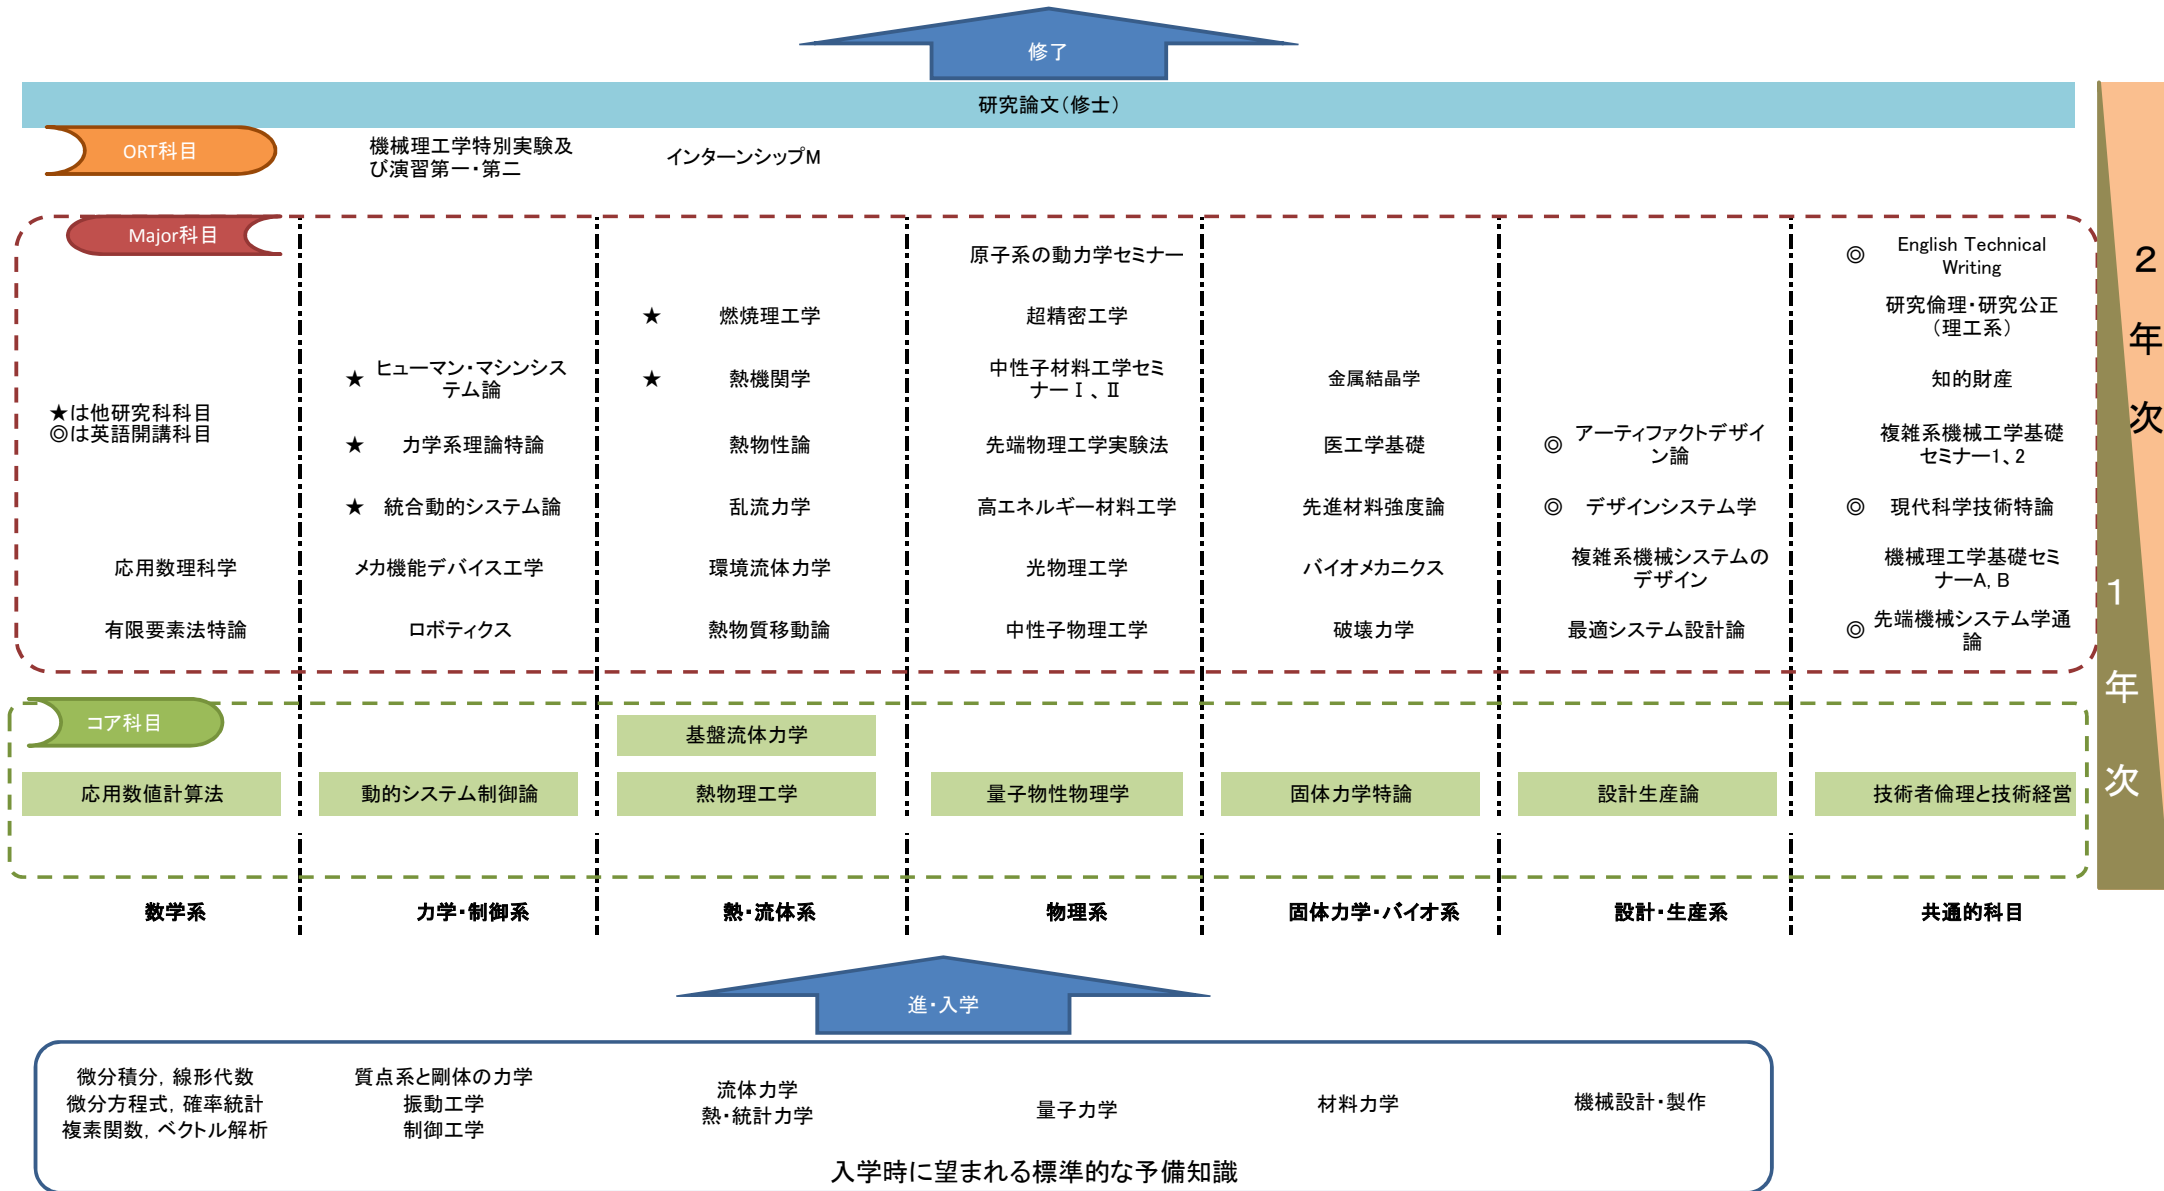 修了
研究論文(修士)
ORT科目
機械理工学特別実験及
び演習第一・第二
インターンシップM
Major科目
原子系の動力学セミナー
◎ English Technical
Writing
★ 燃焼理工学
超精密工学
研究倫理・研究公正
(理工系)
★ ヒューマン・マシンシス
テム論
★ 熱機関学
中性子材料工学セミ
ナーⅠ、Ⅱ
金属結晶学
知的財産
★は他研究科科目
◎は英語開講科目
★ 力学系理論特論
熱物性論
先端物理工学実験法
医工学基礎
◎ アーティファクトデザイ
ン論
複雑系機械工学基礎
セミナー1、2
★ 統合動的システム論
乱流力学
高エネルギー材料工学
先進材料強度論
◎ デザインシステム学
◎ 現代科学技術特論
応用数理科学
メカ機能デバイス工学
環境流体力学
光物理工学
バイオメカニクス
複雑系機械システムの
デザイン
機械理工学基礎セミ
ナーA, B
有限要素法特論
ロボティクス
熱物質移動論
中性子物理工学
破壊力学
最適システム設計論
◎ 先端機械システム学通
論
2
年
次
1
年
次
コア科目
基盤流体力学
応用数値計算法
動的システム制御論
熱物理工学
量子物性物理学
固体力学特論
設計生産論
技術者倫理と技術経営
数学系
力学・制御系
熱・流体系
物理系
固体力学・バイオ系
設計・生産系
共通的科目
進・入学
微分積分, 線形代数
微分方程式, 確率統計
複素関数, ベクトル解析
質点系と剛体の力学
振動工学
制御工学
流体力学
熱・統計力学
量子力学
材料力学
機械設計・製作
入学時に望まれる標準的な予備知識